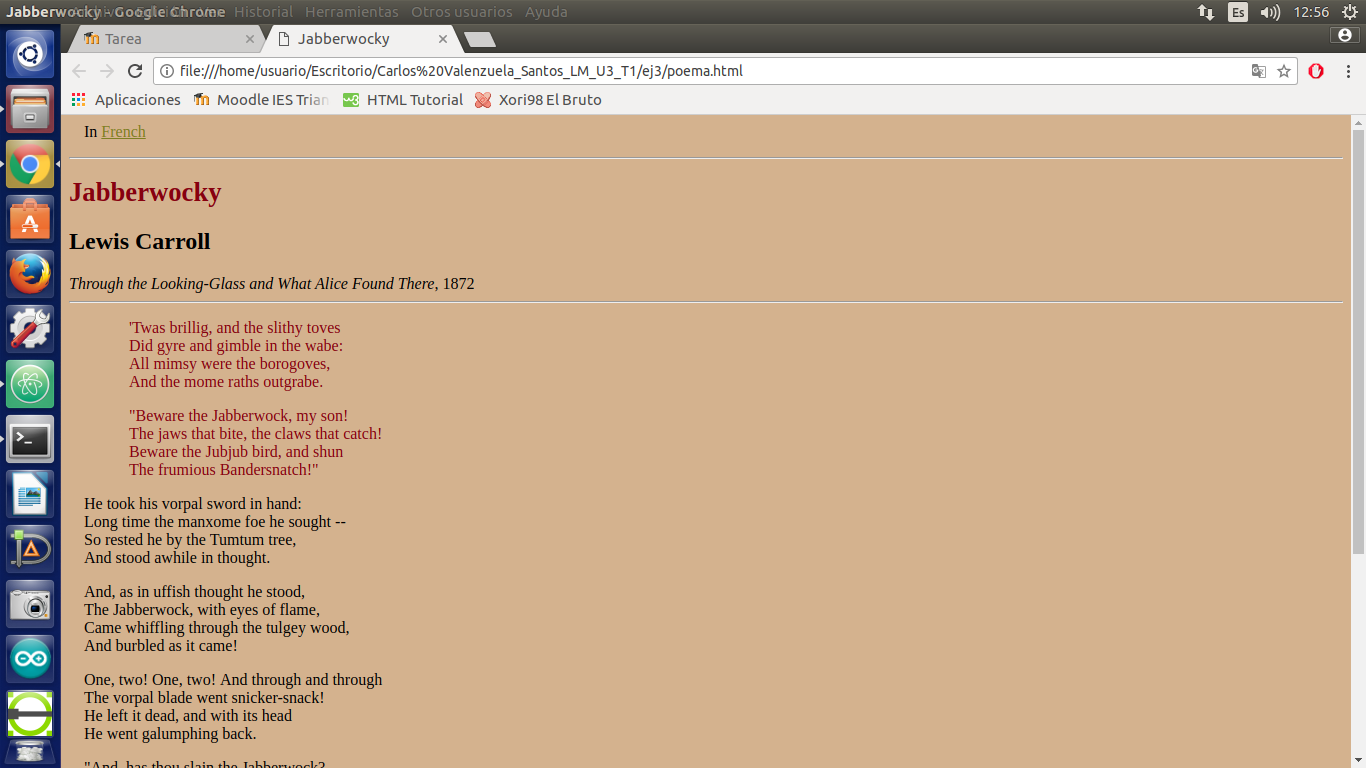 Jabberwocky - Google Chrome Historial Herramientas Otros usuarios Ayuda
Es 12:56
Tarea
Jabberwocky
file:///home/usuario/Escritorio/Carlos%20Valenzuela_Santos_LM_U3_T1/ej3/poema.html
Aplicaciones Moodle IES Trian HTML Tutorial Xori98 El Bruto
In French
Jabberwocky
Lewis Carroll
Through the Looking-Glass and What Alice Found There, 1872
'Twas brillig, and the slithy toves
Did gyre and gimble in the wabe:
All mimsy were the borogoves,
And the mome raths outgrabe.
"Beware the Jabberwock, my son!
The jaws that bite, the claws that catch!
Beware the Jubjub bird, and shun
The frumious Bandersnatch!"
He took his vorpal sword in hand:
Long time the manxome foe he sought --
So rested he by the Tumtum tree,
And stood awhile in thought.
And, as in uffish thought he stood,
The Jabberwock, with eyes of flame,
Came whiffling through the tulgey wood,
And burbled as it came!
One, two! One, two! And through and through
The vorpal blade went snicker-snack!
He left it dead, and with its head
He went galumphing back.
"And, has thou slain the Jabberwock?